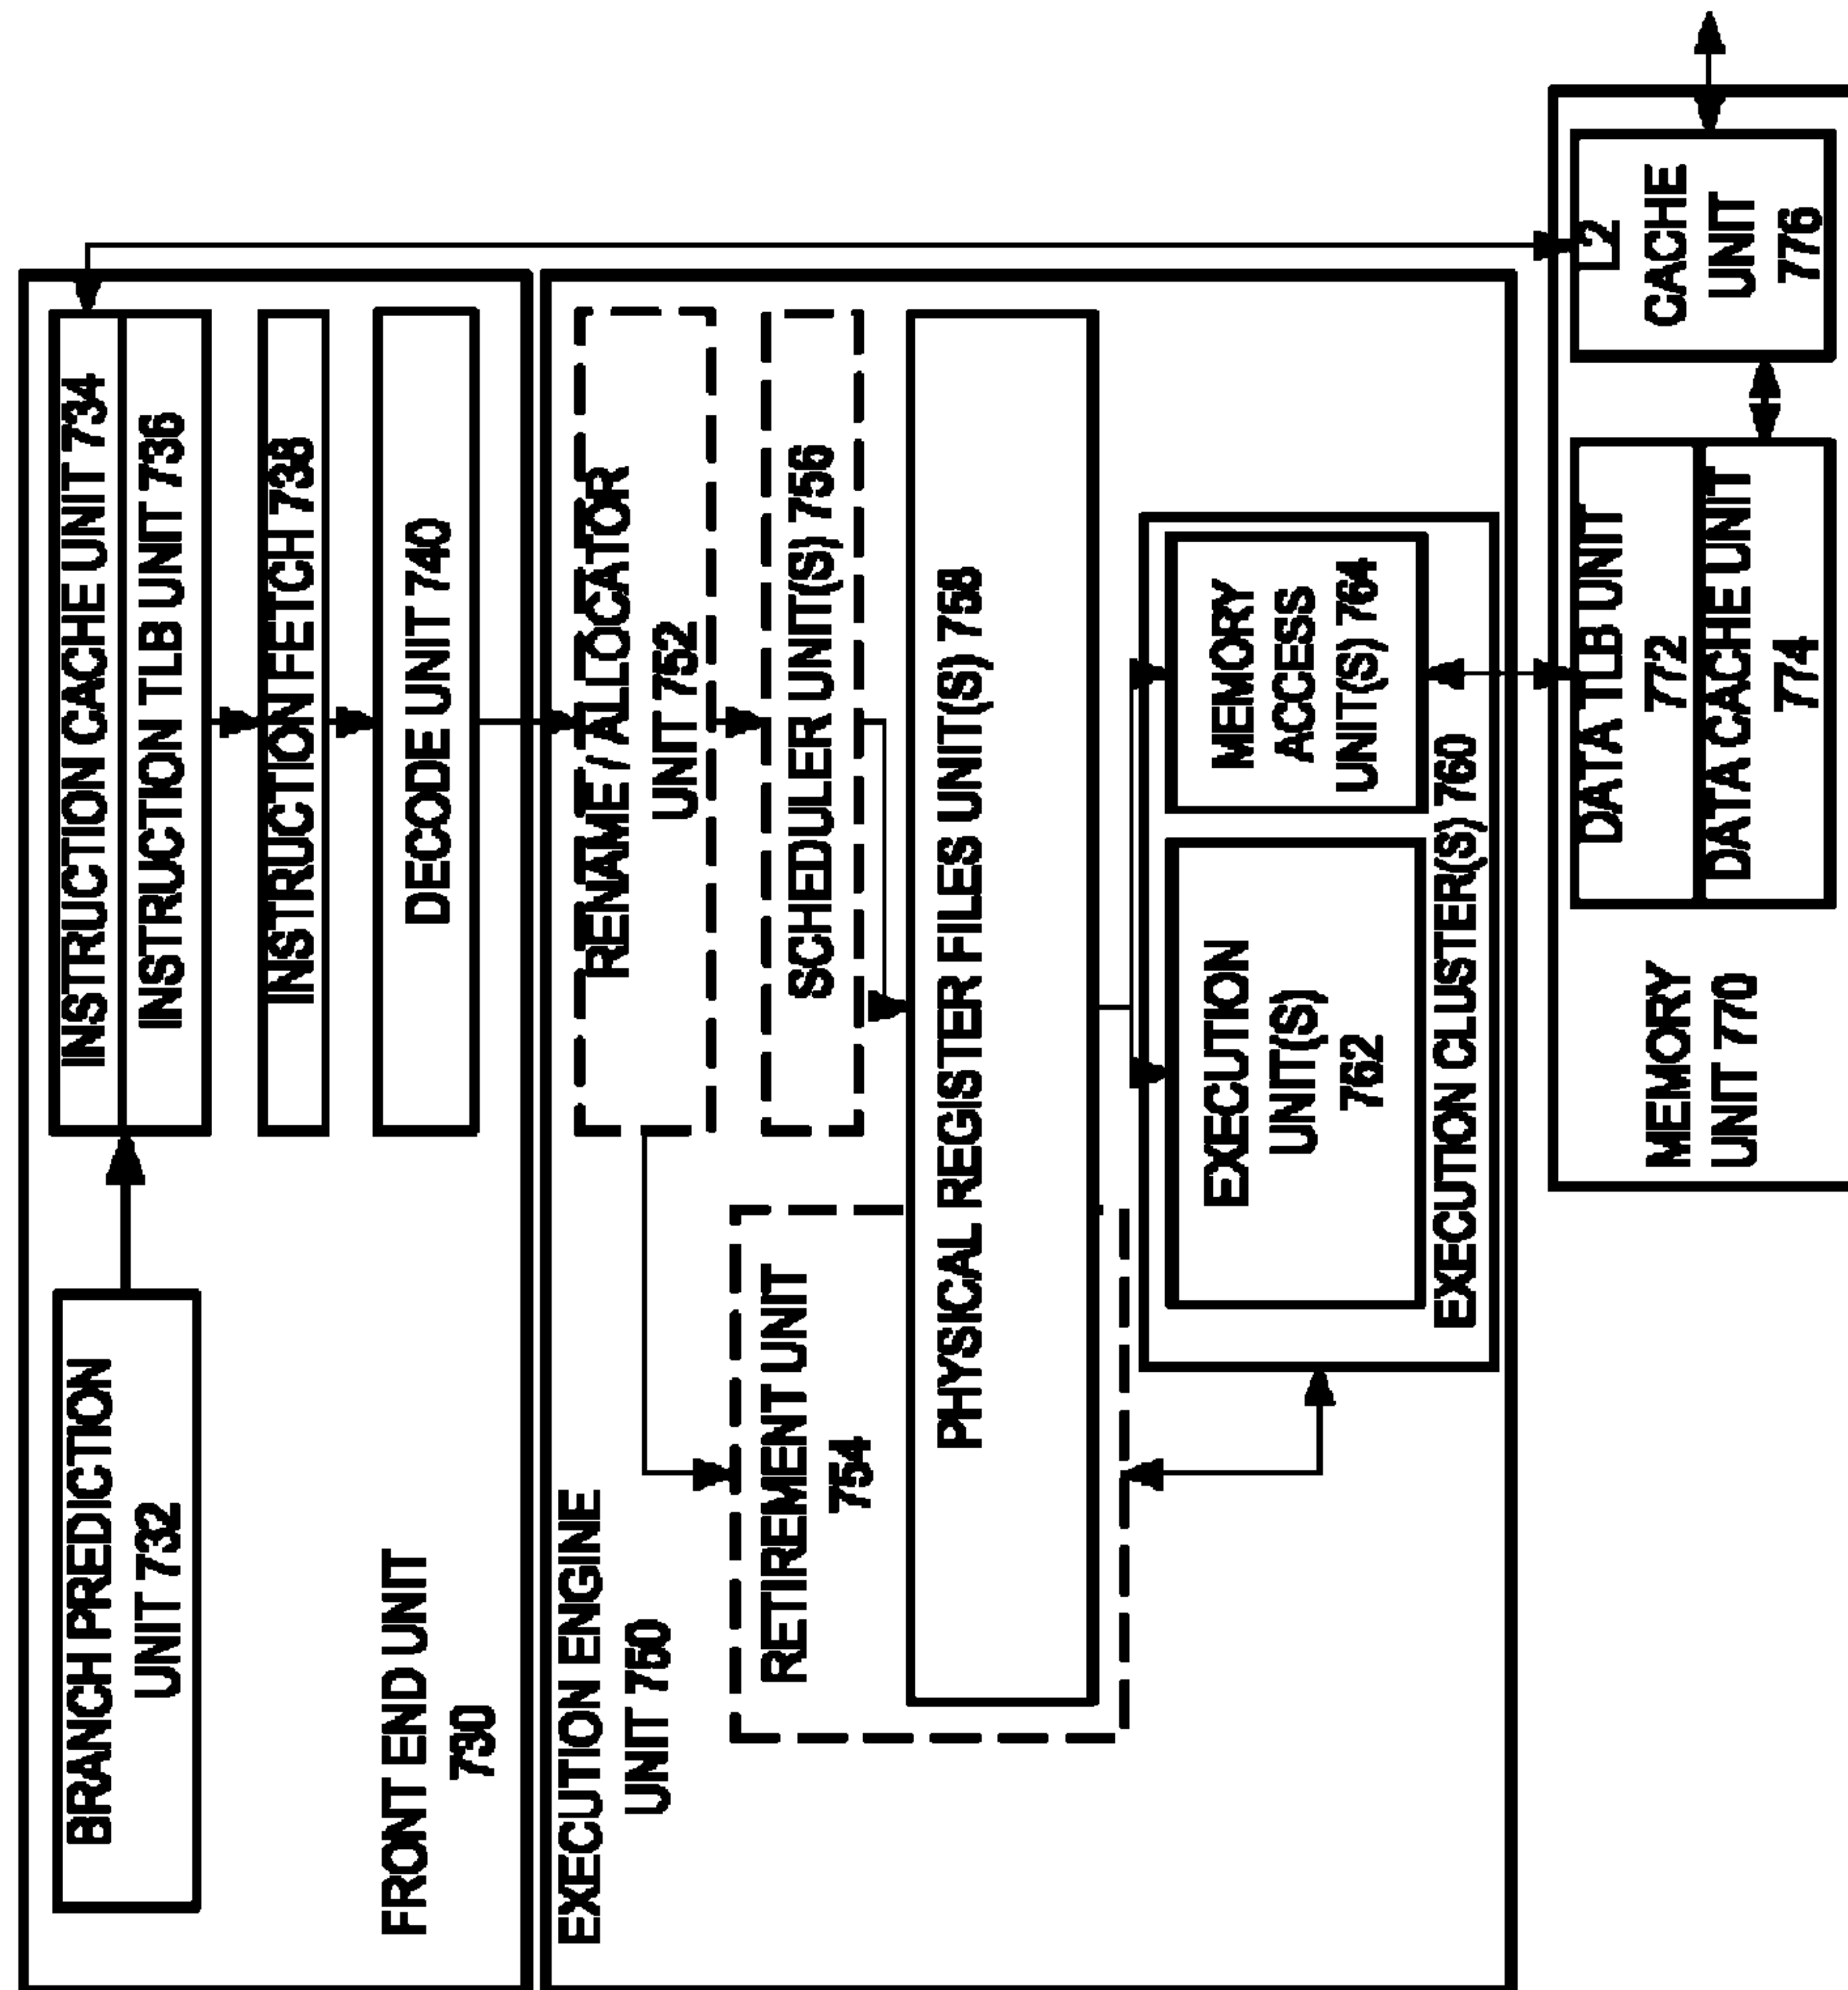 BRANCH PREDICTION
UNIT 732
INSTRUCTION CACHE UNIT 734
INSTRUCTION TLB UNIT 736
INSTRUCTION FETCH 738
DECODE UNIT 740
FRONT END UNIT
730
EXECUTION ENGINE
UNIT 750
RENAME / ALLOCATOR
UNIT 752
SCHEDULER UNIT(S) 756
RETIREMENT UNIT
754
PHYSICAL REGISTER FILES UNIT(S) 758
EXECUTION
UNIT(S)
762
MEMORY
ACCESS
UNIT(S) 764
EXECUTION CLUSTER(S) 760
MEMORY
UNIT 770
DATA TLB UNIT
772
DATA CACHE UNIT
774
L2
CACHE
UNIT
776